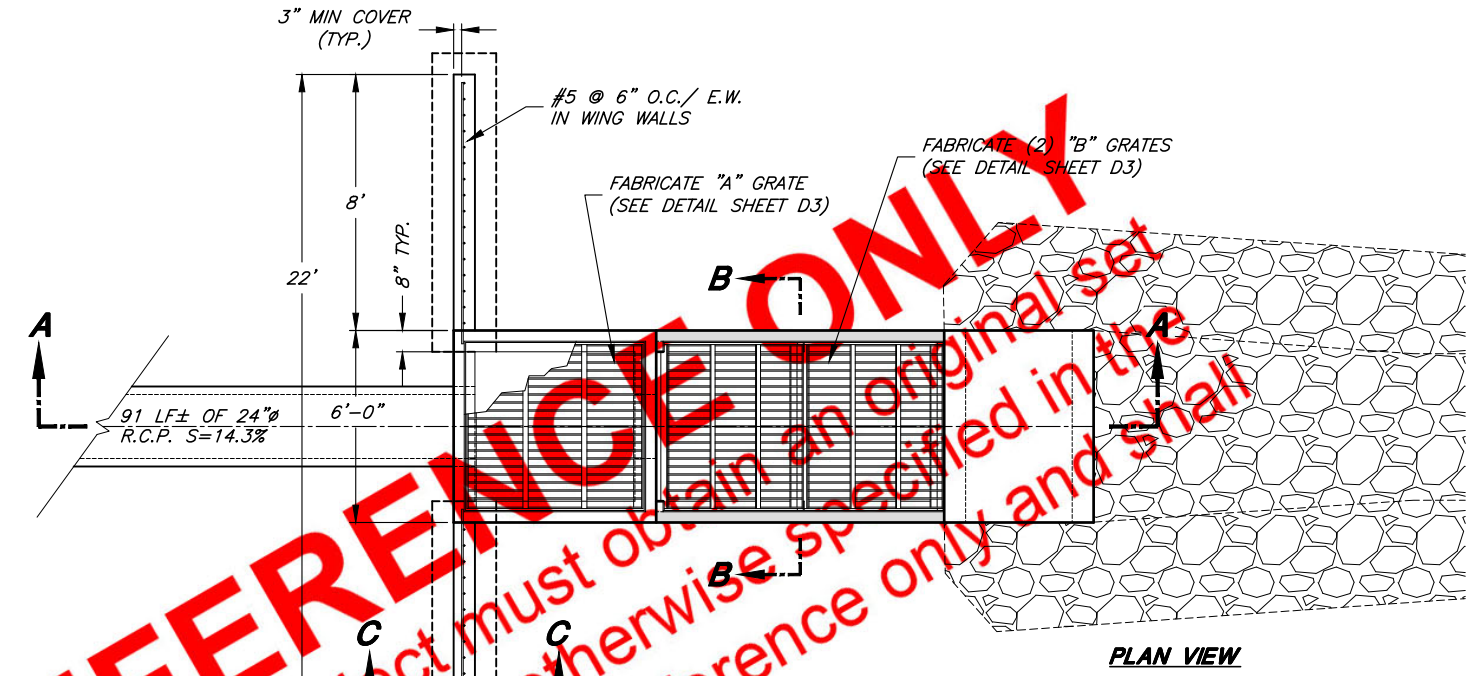 3" MIN COVER
(TYP.)
#5 @ 6" O.C./ E.W.
IN WING WALLS
FABRICATE (2) "B" GRATES
(SEE DETAIL SHEET D3)
FABRICATE "A" GRATE
(SEE DETAIL SHEET D3)
8'
8" TYP.
22'
B
A
A
91 LF± OF 24"ø
R.C.P. S=14.3%
6'-0"
B
C
C
PLAN VIEW
ERENCE ONLY
must obtain an original set
otherwise specified in the
erence only and shall